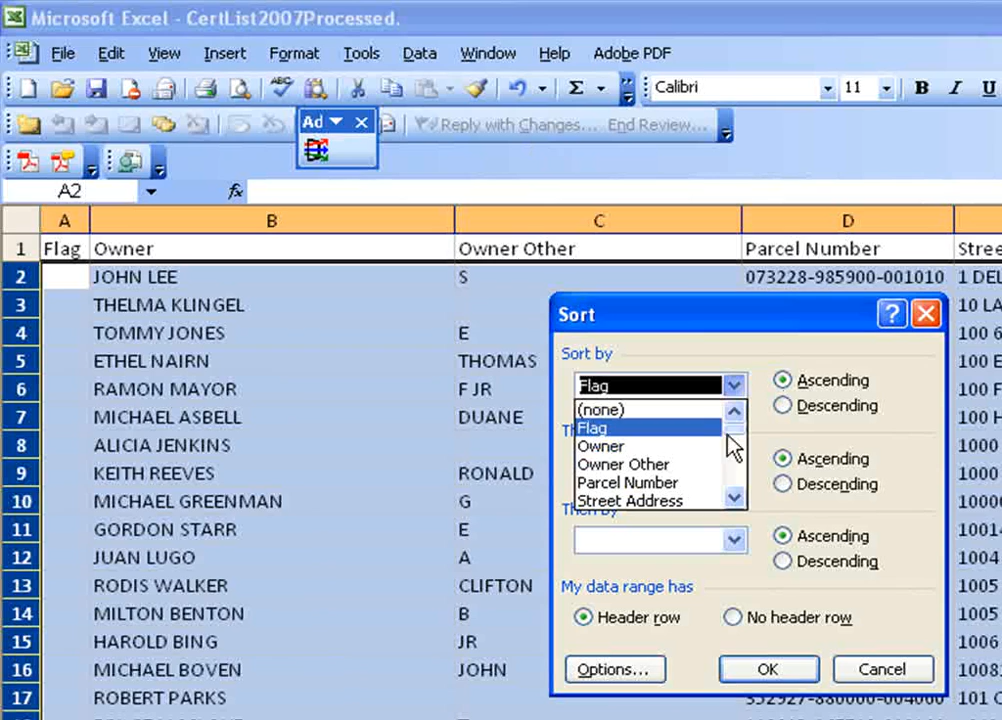 Microsoft Excel - CertList2007Processed.
File Edit View Insert Format Tools Data Window Help Adobe PDF
Calibri 11 B I U
Ad Reply with Changes... End Review...
A2 fx
A B C D
1 Flag Owner Owner Other Parcel Number
2 JOHN LEE S 073228-985900-001010 1 DEL
3 THELMA KLINGEL 10 LA
4 TOMMY JONES E 100 6
5 ETHEL NAIRN THOMAS 100 E
6 RAMON MAYOR F JR 100 F
7 MICHAEL ASBELL DUANE 100 H
8 ALICIA JENKINS 1000
9 KEITH REEVES RONALD 1000
10 MICHAEL GREENMAN G 1000
11 GORDON STARR E 10014
12 JUAN LUGO A 1004
13 RODIS WALKER CLIFTON 1005
14 MILTON BENTON B 1005
15 HAROLD BING JR 1006
16 MICHAEL BOVEN JOHN 1008
17 ROBERT PARKS 101 C
Sort
Sort by
Flag Ascending
Descending
(none)
Flag
Owner
Owner Other
Parcel Number
Street Address
Ascending
Descending
Then by
Ascending
Descending
My data range has
Header row No header row
Options... OK Cancel